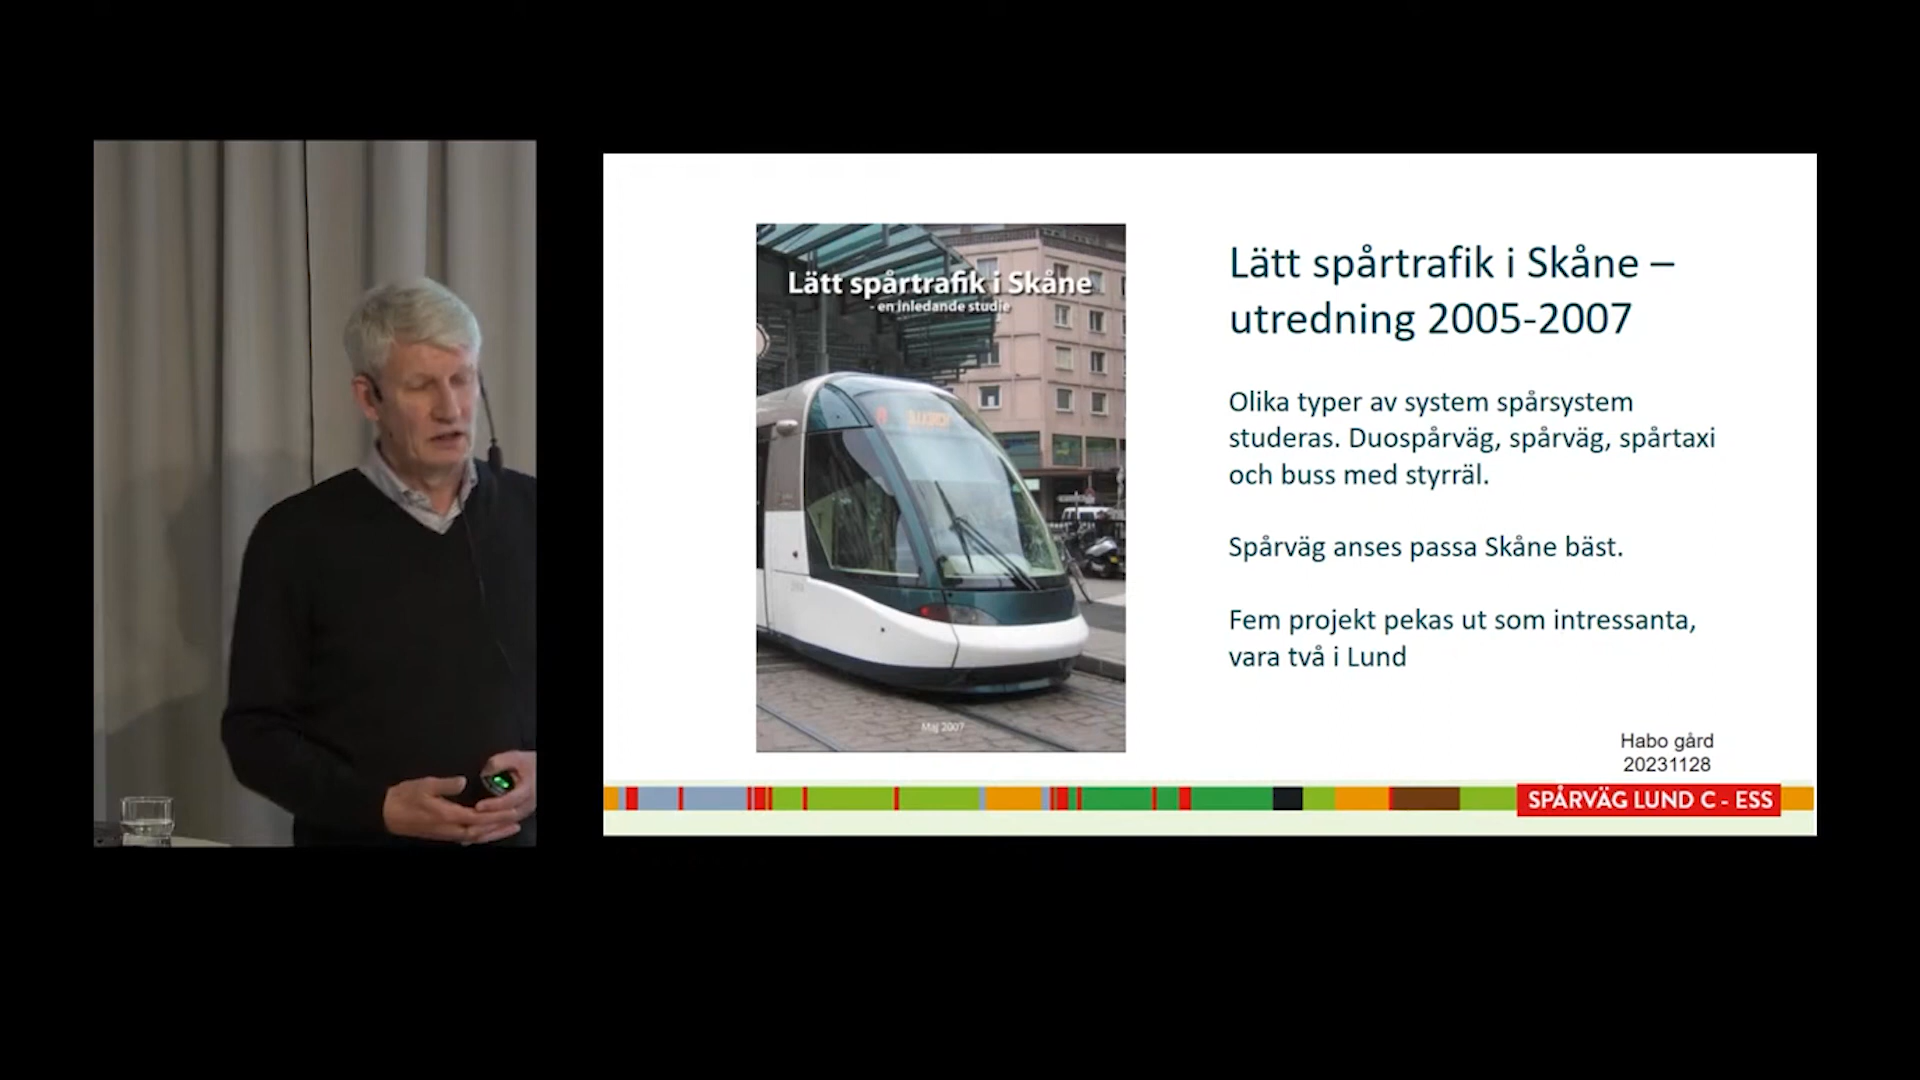 Lätt spårtrafik i Skåne
- en inledande studie
Maj 2007
Lätt spårtrafik i Skåne –
utredning 2005-2007
Olika typer av system spårsystem
studeras. Duospårväg, spårväg, spårtaxi
och buss med styrräl.
Spårväg anses passa Skåne bäst.
Fem projekt pekas ut som intressanta,
vara två i Lund
Habo gård
20231128
SPÅRVÄG LUND C - ESS